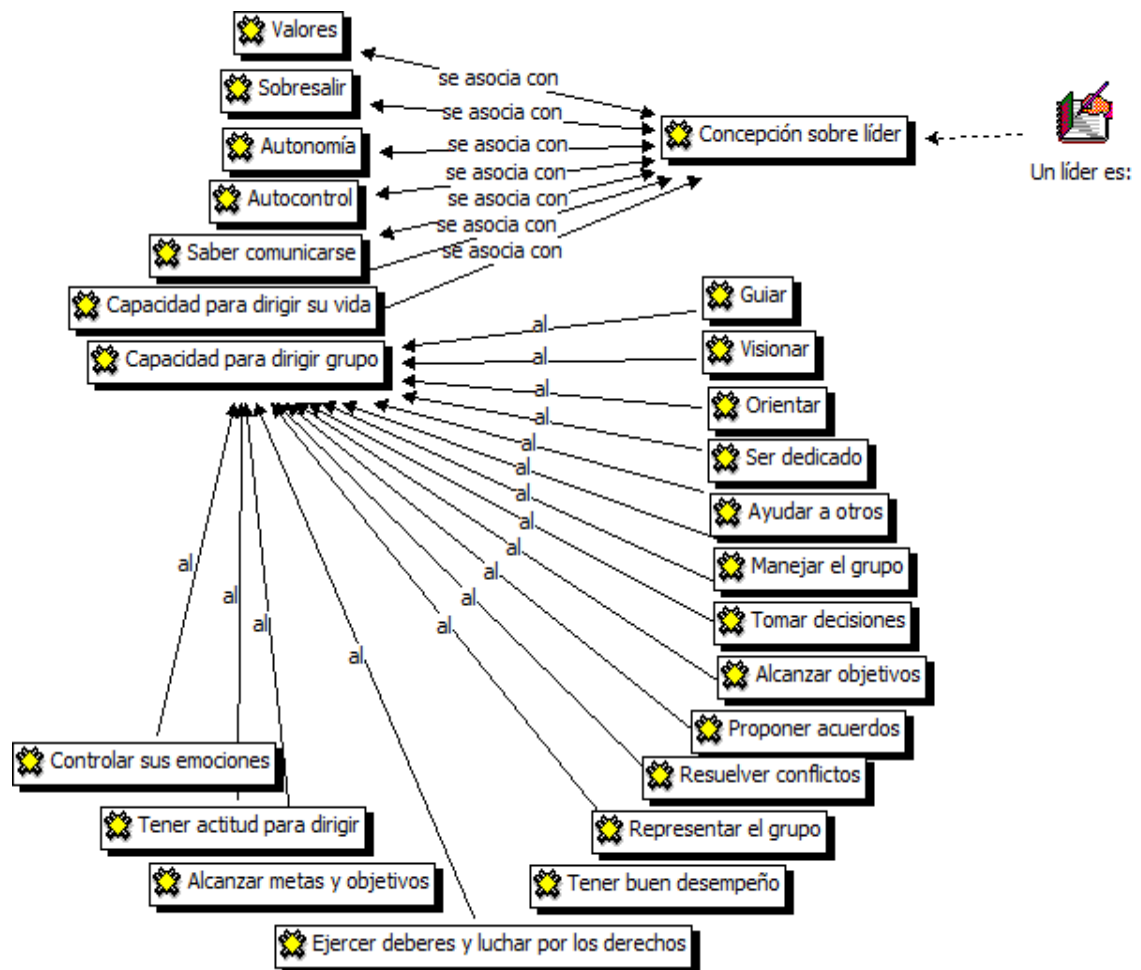 Valores
se asocia con
Sobresalir
se asocia con
Concepción sobre líder
Un líder es:
Autonomía
se asocia con
se asocia con
Autocontrol
se asocia con
se asocia con
Saber comunicarse
se asocia con
Capacidad para dirigir su vida
Capacidad para dirigir grupo
Guiar
al
Visionar
al
Orientar
al
Ser dedicado
al
Ayudar a otros
al
Manejar el grupo
al
Tomar decisiones
al
Alcanzar objetivos
al
Proponer acuerdos
al
Resuelver conflictos
al
Representar el grupo
al
Tener buen desempeño
al
al
al
al
al
Controlar sus emociones
Tener actitud para dirigir
Alcanzar metas y objetivos
Ejercer deberes y luchar por los derechos